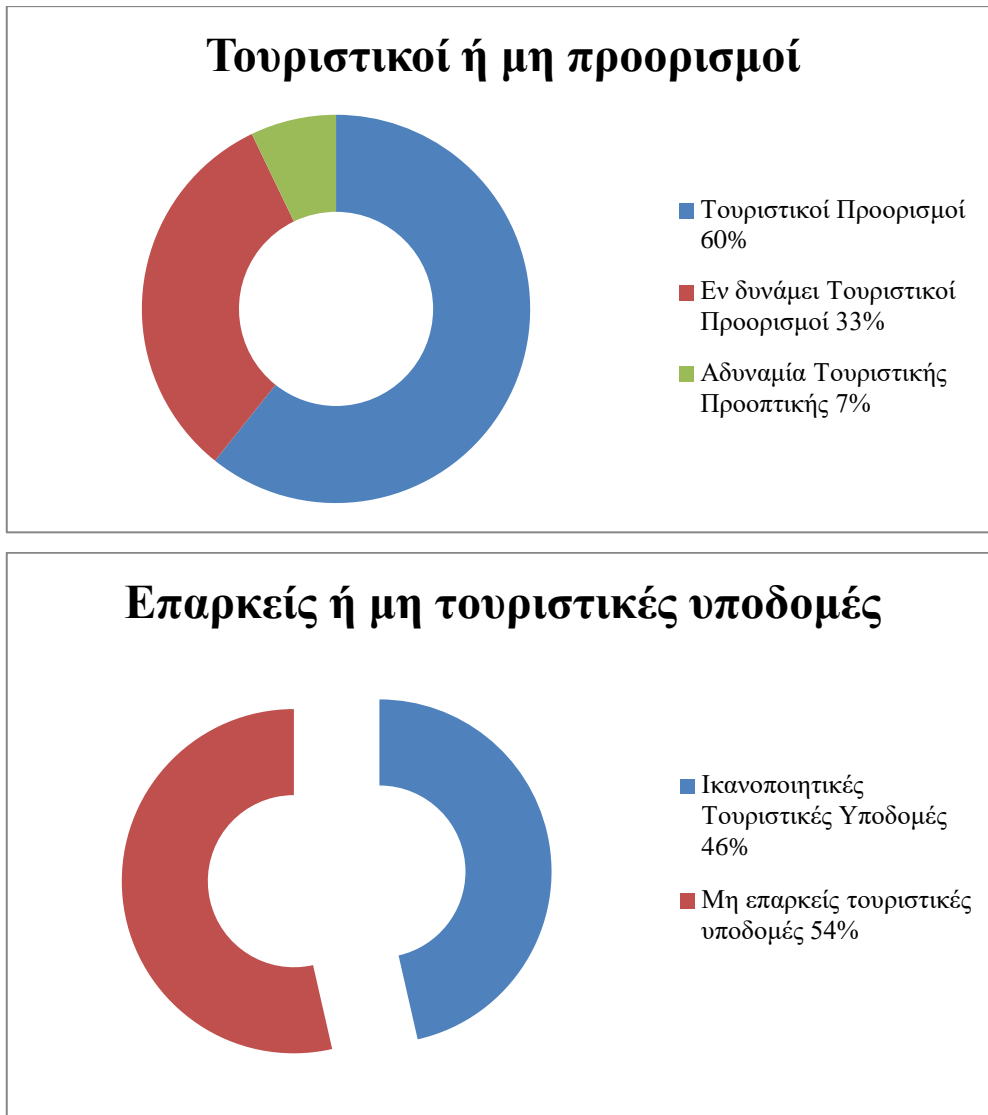 Τουριστικοί ή μη προορισμοί
Τουριστικοί Προορισμοί
60%
Εν δυνάμει Τουριστικοί
Προορισμοί 33%
Αδυναμία Τουριστικής
Προοπτικής 7%
Επαρκείς ή μη τουριστικές υποδομές
Ικανοποιητικές
Τουριστικές Υποδομές
46%
Μη επαρκείς τουριστικές
υποδομές 54%